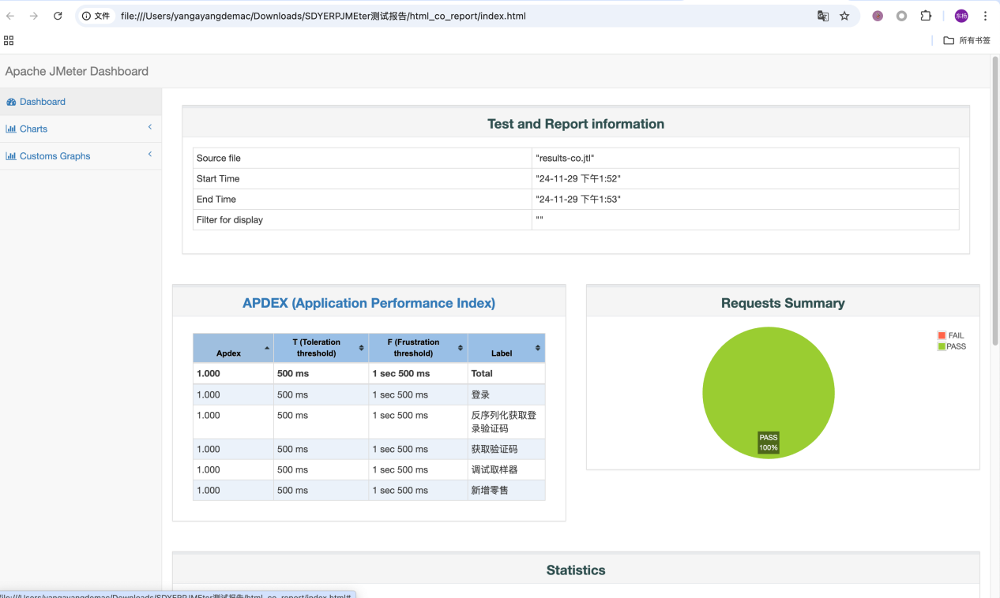 文件
file:///Users/yangayangdemac/Downloads/SDYERPJMEter测试报告/html_co_report/index.html
东杨
所有书签
Apache JMeter Dashboard
Dashboard
Charts
Customs Graphs
Test and Report information
Source file "results-co.jtl"
Start Time "24-11-29 下午1:52"
End Time "24-11-29 下午1:53"
Filter for display ""
APDEX (Application Performance Index)
Apdex T (Toleration threshold) F (Frustration threshold) Label
1.000 500 ms 1 sec 500 ms Total
1.000 500 ms 1 sec 500 ms 登录
1.000 500 ms 1 sec 500 ms 反序列化获取登
录验证码
1.000 500 ms 1 sec 500 ms 获取验证码
1.000 500 ms 1 sec 500 ms 调试取样器
1.000 500 ms 1 sec 500 ms 新增零售
Requests Summary
FAIL
PASS
PASS
100%
Statistics
file:///Users/yangayangdemac/Downloads/SDYERPJMEter测试报告/html_co_report/index.html#